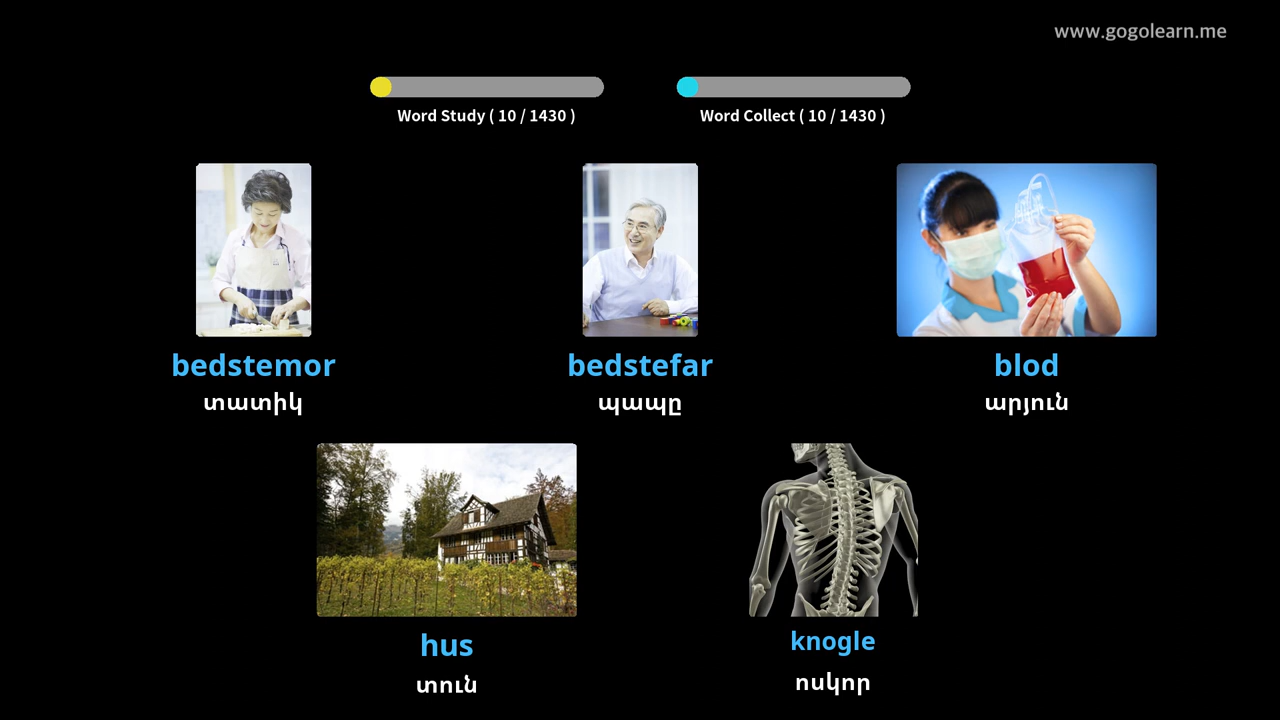 www.gogolearn.me
Word Study ( 10 / 1430 )
Word Collect ( 10 / 1430 )
bedstemor
տատիկ
bedstefar
պապը
blod
արյուն
hus
տուն
knogle
ոսկոր